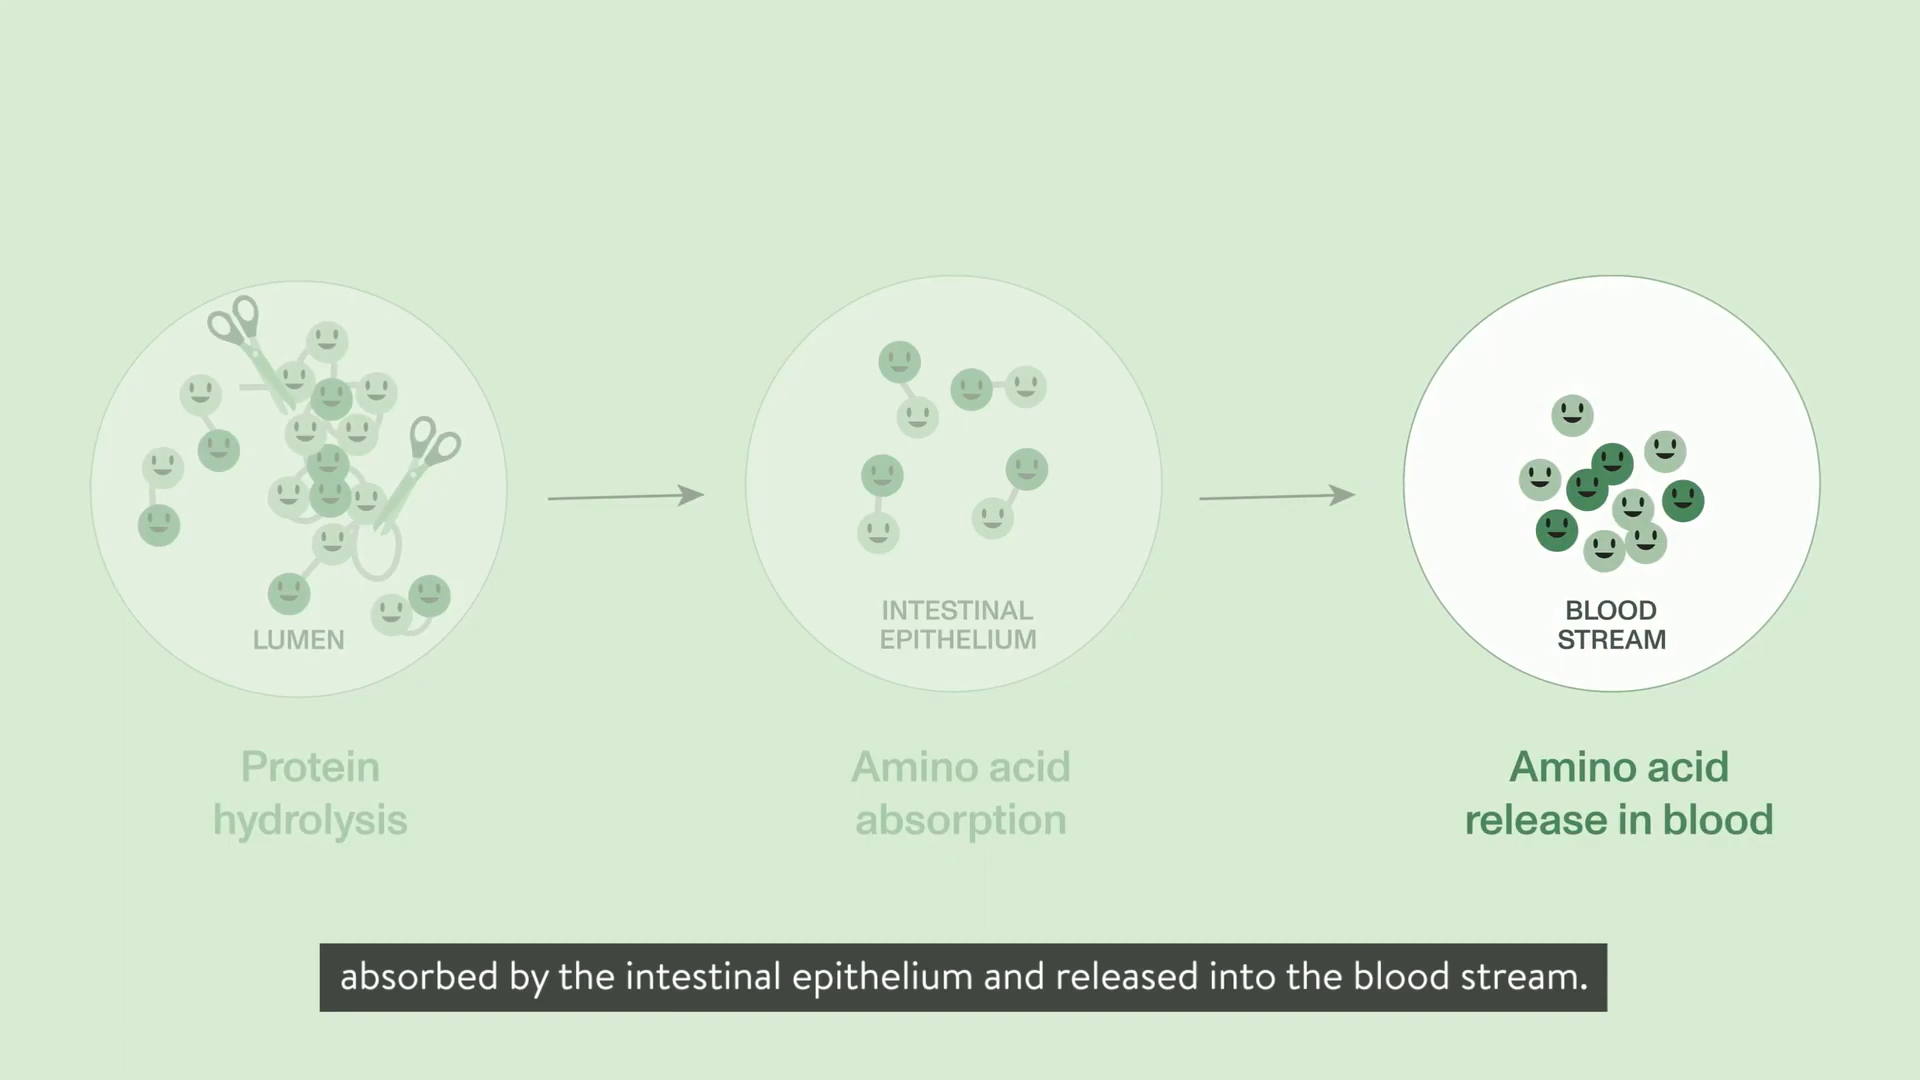 LUMEN
INTESTINAL
EPITHELIUM
BLOOD
STREAM
Protein
hydrolysis
Amino acid
absorption
Amino acid
release in blood
absorbed by the intestinal epithelium and released into the blood stream.